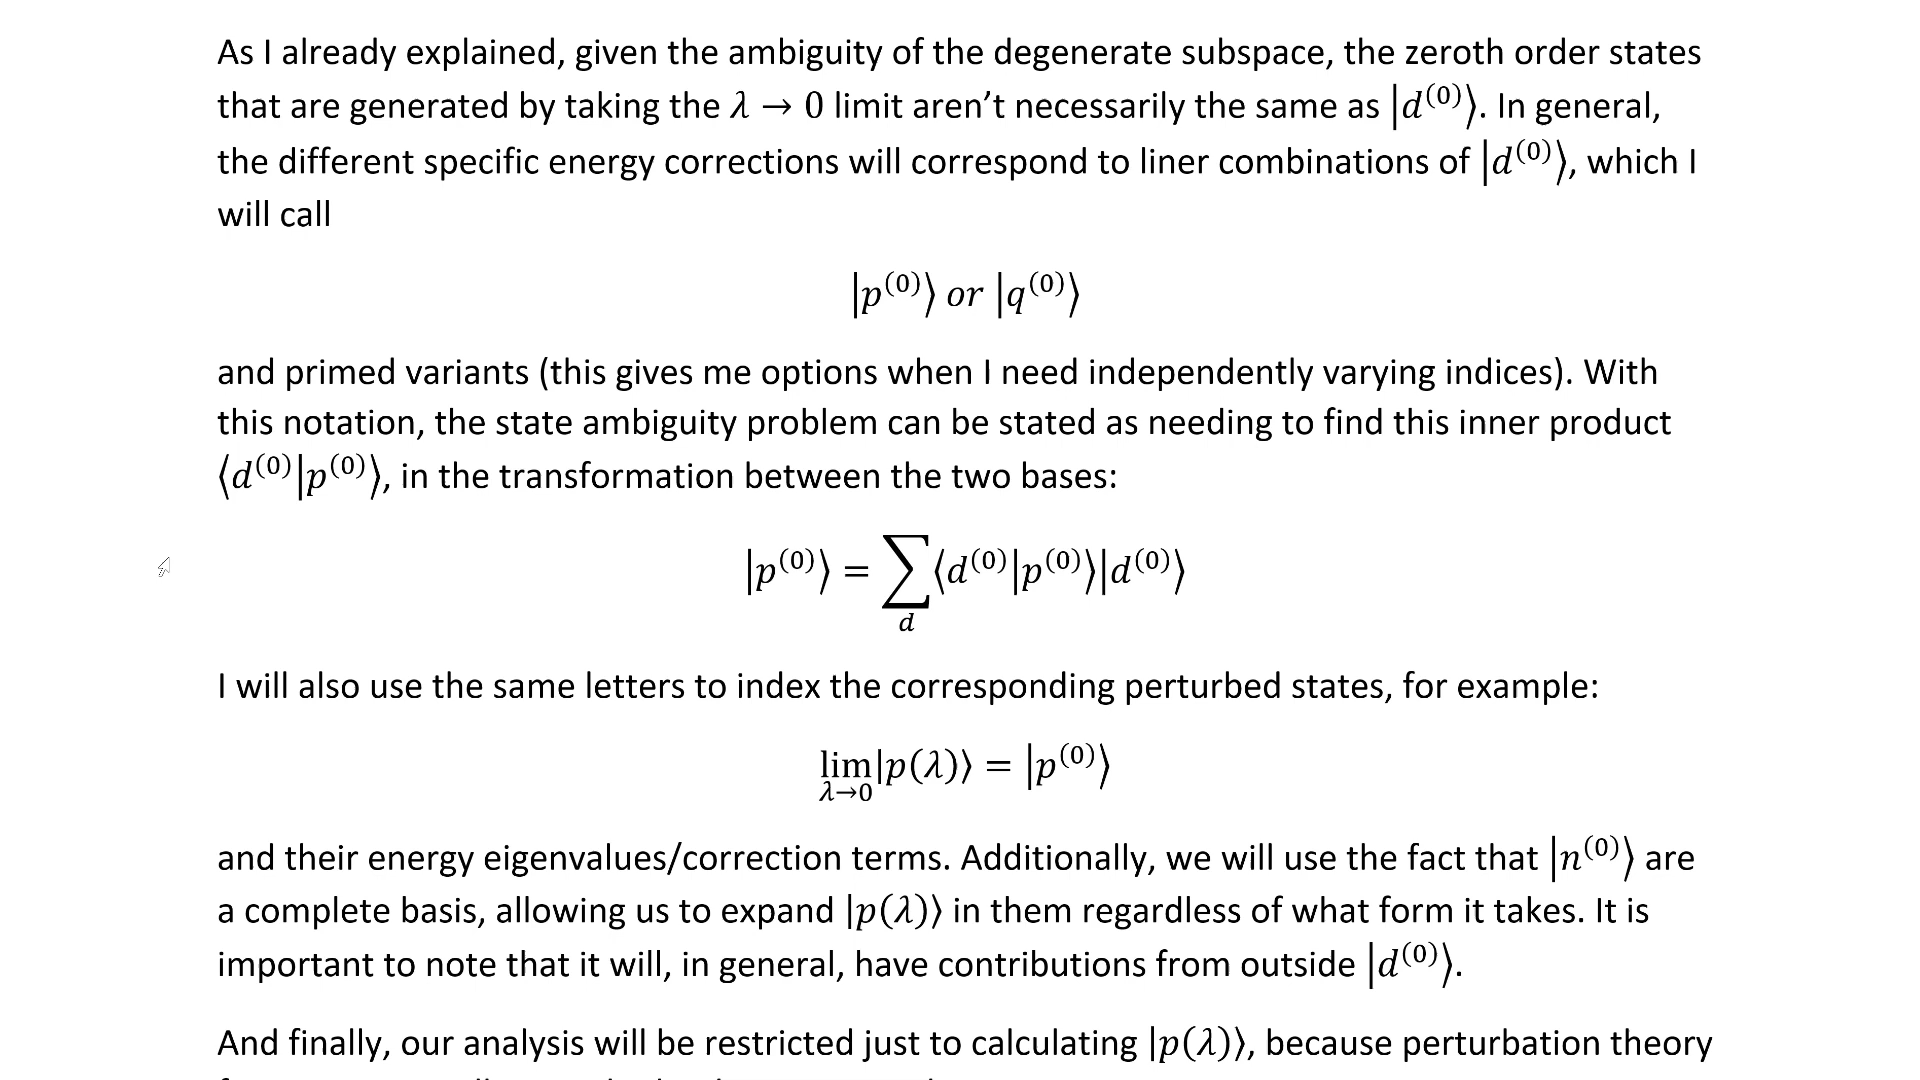 As I already explained, given the ambiguity of the degenerate subspace, the zeroth order states
that are generated by taking the λ → 0 limit aren’t necessarily the same as |d⁽⁰⁾⟩. In general,
the different specific energy corrections will correspond to liner combinations of |d⁽⁰⁾⟩, which I
will call
|p⁽⁰⁾⟩ or |q⁽⁰⁾⟩
and primed variants (this gives me options when I need independently varying indices). With
this notation, the state ambiguity problem can be stated as needing to find this inner product
⟨d⁽⁰⁾|p⁽⁰⁾⟩, in the transformation between the two bases:
|p⁽⁰⁾⟩ = ∑⟨d⁽⁰⁾|p⁽⁰⁾⟩|d⁽⁰⁾⟩
d
I will also use the same letters to index the corresponding perturbed states, for example:
lim|p(λ)⟩ = |p⁽⁰⁾⟩
λ→0
and their energy eigenvalues/correction terms. Additionally, we will use the fact that |n⁽⁰⁾⟩ are
a complete basis, allowing us to expand |p(λ)⟩ in them regardless of what form it takes. It is
important to note that it will, in general, have contributions from outside |d⁽⁰⁾⟩.
And finally, our analysis will be restricted just to calculating |p(λ)⟩, because perturbation theory